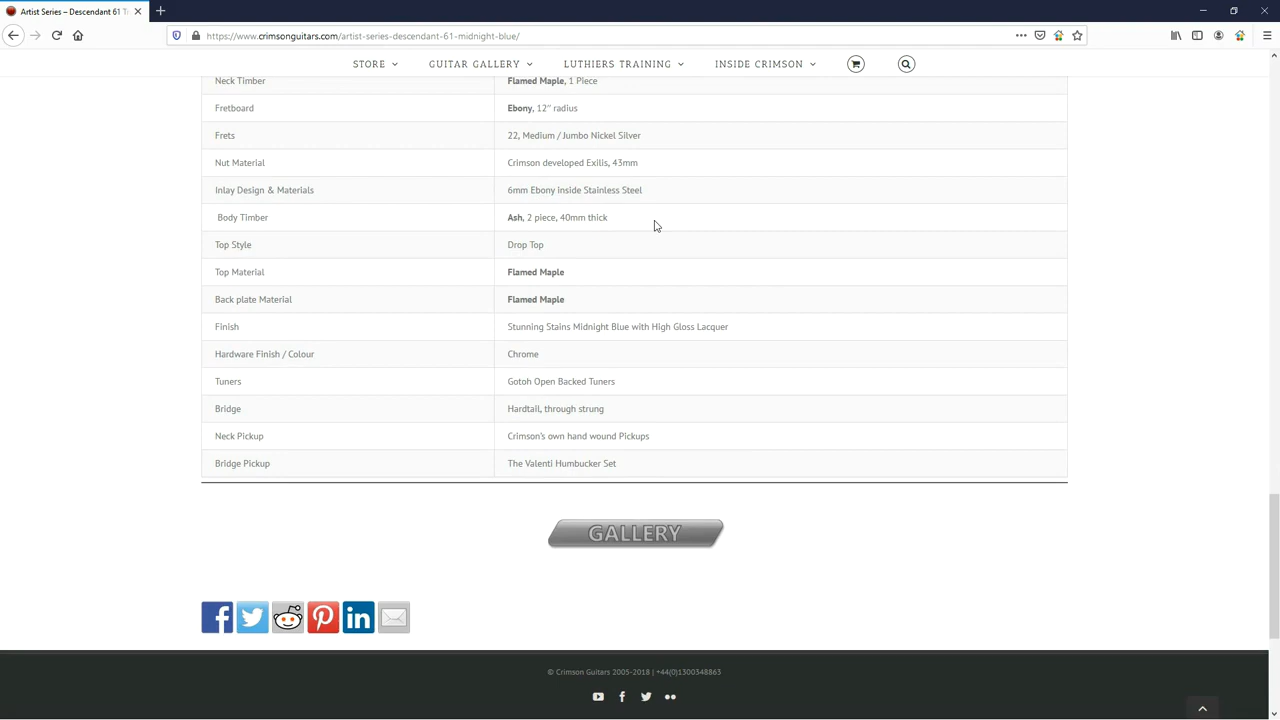 Artist Series – Descendant 61 Tr
https://www.crimsonguitars.com/artist-series-descendant-61-midnight-blue/
STORE GUITAR GALLERY LUTHIERS TRAINING INSIDE CRIMSON
Neck Timber Flamed Maple, 1 Piece
Fretboard Ebony, 12″ radius
Frets 22, Medium / Jumbo Nickel Silver
Nut Material Crimson developed Exilis, 43mm
Inlay Design & Materials 6mm Ebony inside Stainless Steel
Body Timber Ash, 2 piece, 40mm thick
Top Style Drop Top
Top Material Flamed Maple
Back plate Material Flamed Maple
Finish Stunning Stains Midnight Blue with High Gloss Lacquer
Hardware Finish / Colour Chrome
Tuners Gotoh Open Backed Tuners
Bridge Hardtail, through strung
Neck Pickup Crimson's own hand wound Pickups
Bridge Pickup The Valenti Humbucker Set
GALLERY
© Crimson Guitars 2005-2018 | +44(0)1300348863